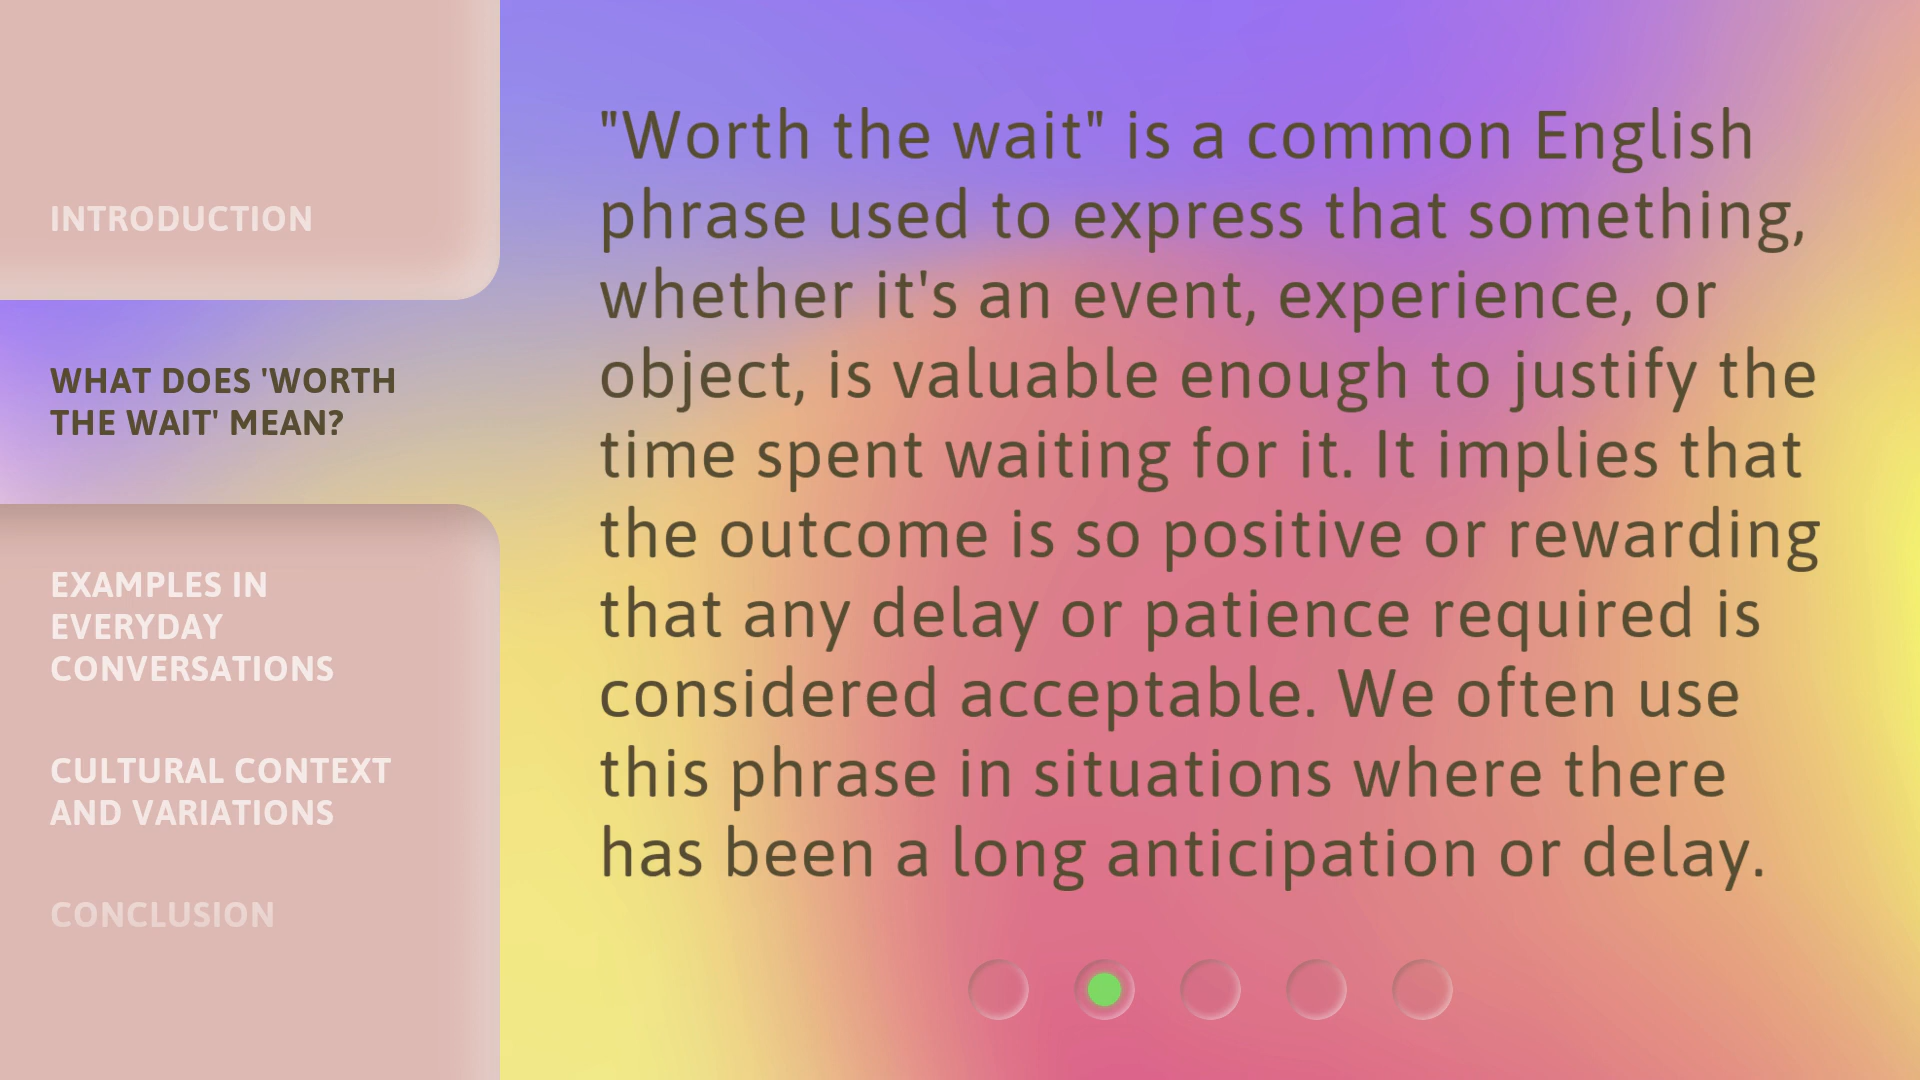 INTRODUCTION
WHAT DOES 'WORTH
THE WAIT' MEAN?
EXAMPLES IN
EVERYDAY
CONVERSATIONS
CULTURAL CONTEXT
AND VARIATIONS
CONCLUSION
"Worth the wait" is a common English
phrase used to express that something,
whether it's an event, experience, or
object, is valuable enough to justify the
time spent waiting for it. It implies that
the outcome is so positive or rewarding
that any delay or patience required is
considered acceptable. We often use
this phrase in situations where there
has been a long anticipation or delay.